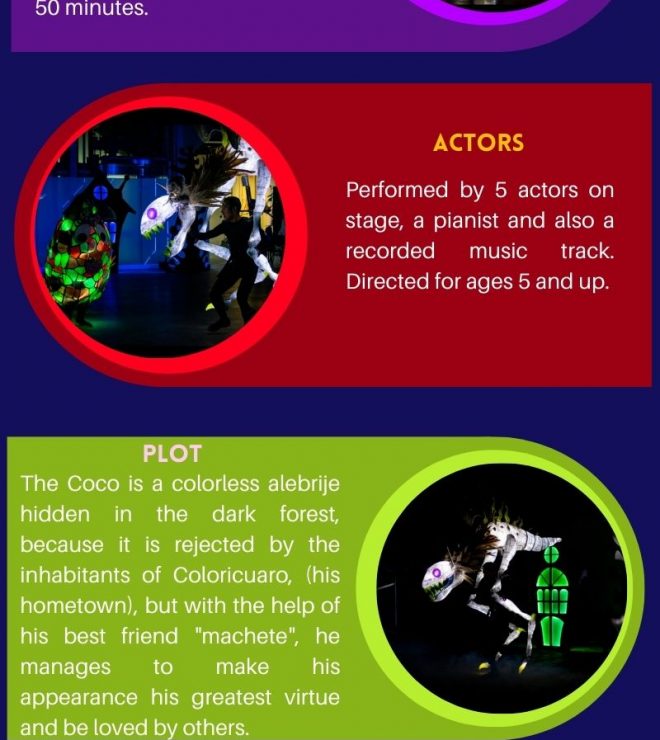 50 minutes.
ACTORS
Performed by 5 actors on
stage, a pianist and also a
recorded music track.
Directed for ages 5 and up.
PLOT
The Coco is a colorless alebrije
hidden in the dark forest,
because it is rejected by the
inhabitants of Coloricuaro, (his
hometown), but with the help of
his best friend "machete", he
manages to make his
appearance his greatest virtue
and be loved by others.